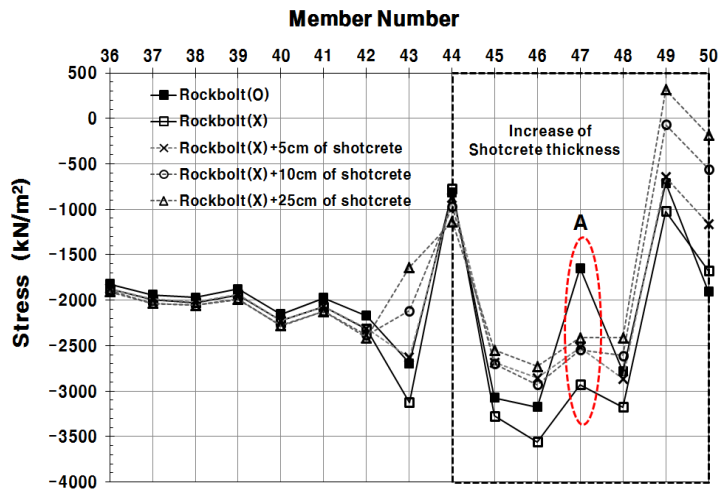 Member Number
36 37 38 39 40 41 42 43 44 45 46 47 48 49 50
500
0
−500
−1000
−1500
−2000
−2500
−3000
−3500
−4000
Stress (kN/m²)
Rockbolt(O)
Rockbolt(X)
Rockbolt(X)+5cm of shotcrete
Rockbolt(X)+10cm of shotcrete
Rockbolt(X)+25cm of shotcrete
Increase of
Shotcrete thickness
A